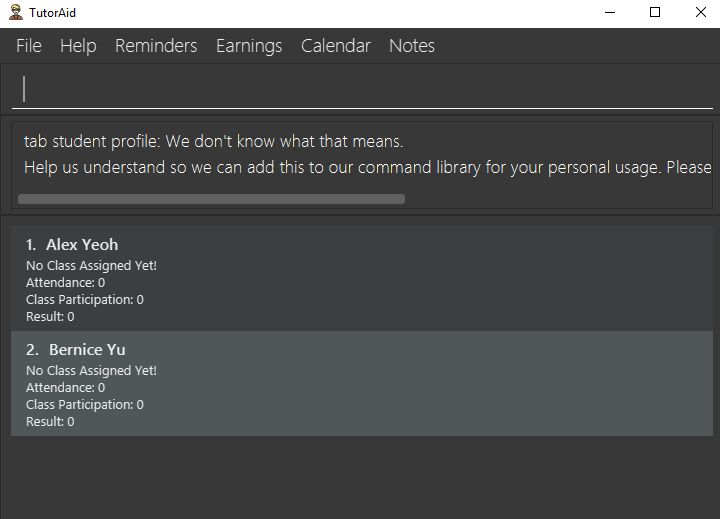 TutorAid
File Help Reminders Earnings Calendar Notes
tab student profile: We don't know what that means.
Help us understand so we can add this to our command library for your personal usage. Please
1. Alex Yeoh
No Class Assigned Yet!
Attendance: 0
Class Participation: 0
Result: 0
2. Bernice Yu
No Class Assigned Yet!
Attendance: 0
Class Participation: 0
Result: 0